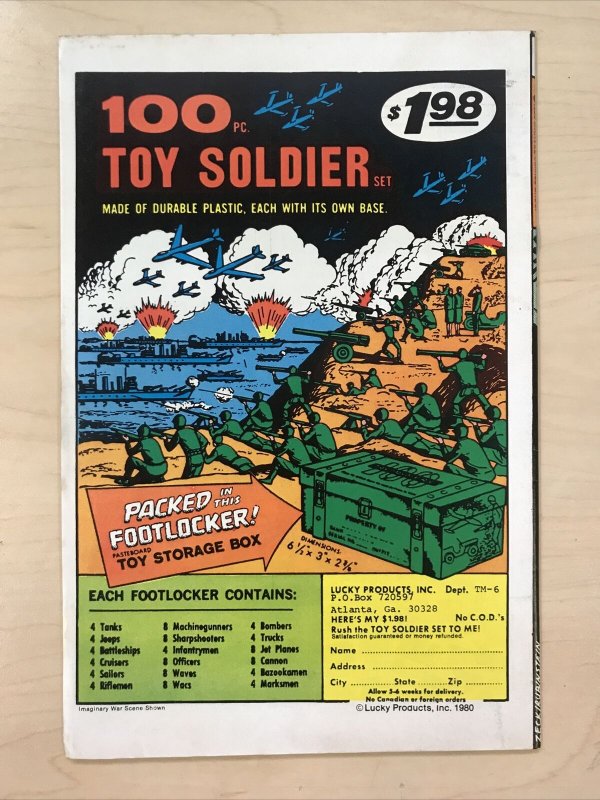 100 PC.
$1.98
TOY SOLDIER SET
MADE OF DURABLE PLASTIC, EACH WITH ITS OWN BASE.
PACKED IN THIS
FOOTLOCKER!
PASTEBOARD
TOY STORAGE BOX
PROPERTY OF
DIMENSIONS:
6 1/2 x 3" x 2 3/8"
EACH FOOTLOCKER CONTAINS:
4 Tanks
4 Jeeps
4 Battleships
4 Cruisers
4 Sailors
4 Riflemen
8 Machinegunners
8 Sharpshooters
4 Infantrymen
8 Officers
8 Waves
8 Wacs
4 Bombers
4 Trucks
8 Jet Planes
8 Cannon
4 Bazookamen
4 Marksmen
LUCKY PRODUCTS, INC. Dept. TM-6
P.O.Box 720597
Atlanta, Ga. 30328
HERE'S MY $1.98! No C.O.D.'s
Rush the TOY SOLDIER SET TO ME!
Satisfaction guaranteed or money refunded.
Name
Address
City State Zip
Allow 5-6 weeks for delivery.
No Canadian or foreign orders
Imaginary War Scene Shown
© Lucky Products, Inc. 1980
ZECK/RUBINSTEIN